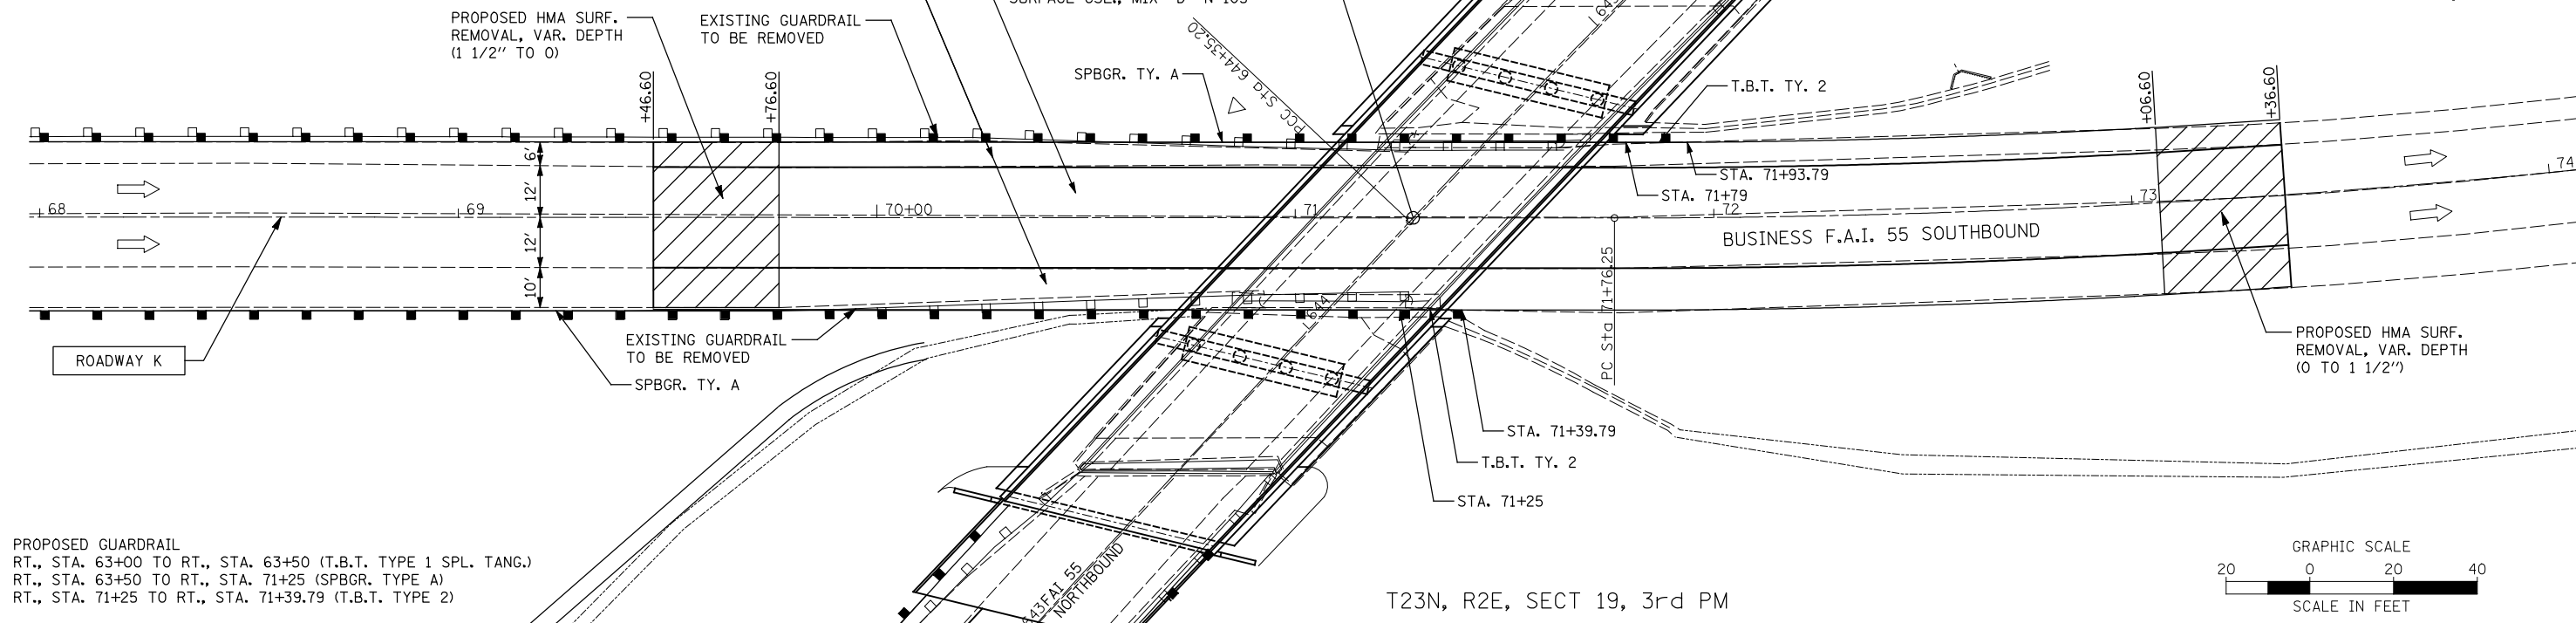 PROPOSED HMA SURF.
REMOVAL, VAR. DEPTH
(1 1/2" TO 0)
EXISTING GUARDRAIL
TO BE REMOVED
SPBGR. TY. A
PCC Sta 644+35.20
T.B.T. TY. 2
+46.60
+76.60
+06.60
+36.60
6'
12'
12'
10'
68
69
70+00
71
72
73
74
STA. 71+93.79
STA. 71+79
BUSINESS F.A.I. 55 SOUTHBOUND
PC Sta 71+76.25
644
ROADWAY K
EXISTING GUARDRAIL
TO BE REMOVED
SPBGR. TY. A
PROPOSED HMA SURF.
REMOVAL, VAR. DEPTH
(0 TO 1 1/2")
STA. 71+39.79
T.B.T. TY. 2
STA. 71+25
FAI 55
NORTHBOUND
PROPOSED GUARDRAIL
RT., STA. 63+00 TO RT., STA. 63+50 (T.B.T. TYPE 1 SPL. TANG.)
RT., STA. 63+50 TO RT., STA. 71+25 (SPBGR. TYPE A)
RT., STA. 71+25 TO RT., STA. 71+39.79 (T.B.T. TYPE 2)
T23N, R2E, SECT 19, 3rd PM
GRAPHIC SCALE
20 0 20 40
SCALE IN FEET